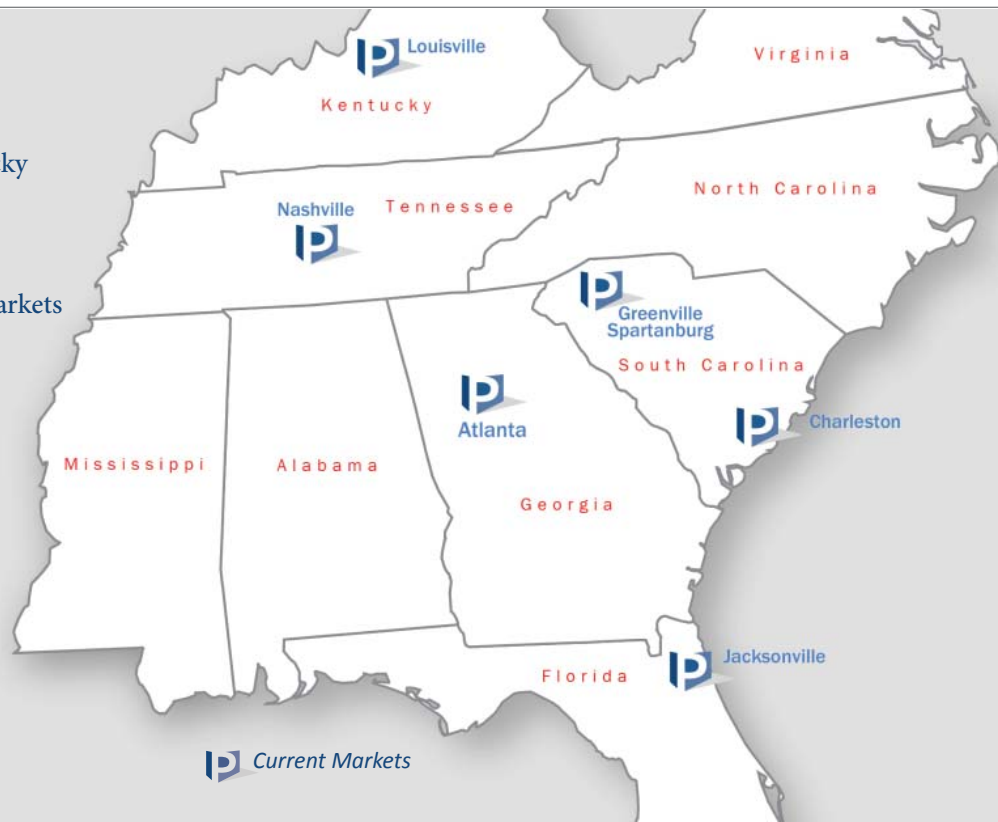 Louisville
Virginia
Kentucky
North Carolina
Nashville
Tennessee
arkets
Greenville
Spartanburg
South Carolina
Atlanta
Charleston
Mississippi
Alabama
Georgia
Jacksonville
Florida
Current Markets